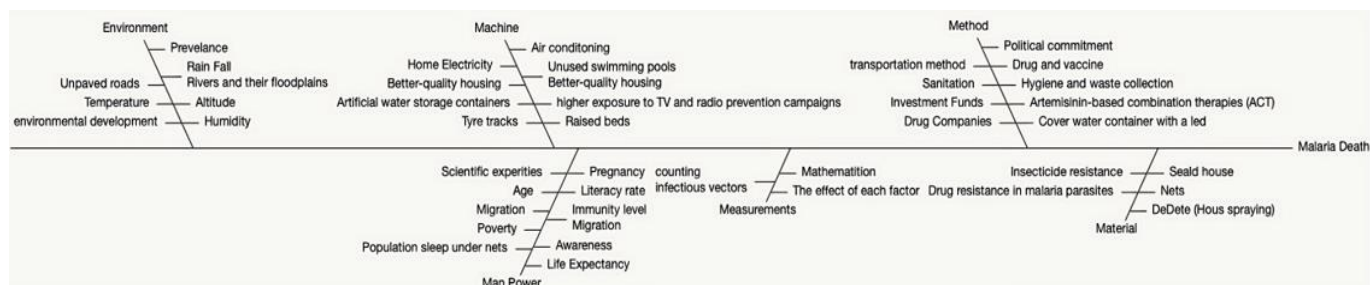 Environment
Prevelance
Rain Fall
Unpaved roads
Rivers and their floodplains
Temperature
Altitude
environmental development
Humidity
Machine
Air conditoning
Home Electricity
Unused swimming pools
Better-quality housing
Better-quality housing
Artificial water storage containers
higher exposure to TV and radio prevention campaigns
Tyre tracks
Raised beds
Method
Political commitment
transportation method
Drug and vaccine
Sanitation
Hygiene and waste collection
Investment Funds
Artemisinin-based combination therapies (ACT)
Drug Companies
Cover water container with a led
Malaria Death
Scientific experities
Pregnancy
Age
Literacy rate
Migration
Immunity level
Migration
Poverty
Population sleep under nets
Awareness
Life Expectancy
Man Power
counting
infectious vectors
Mathematition
The effect of each factor
Measurements
Insecticide resistance
Seald house
Drug resistance in malaria parasites
Nets
DeDete (Hous spraying)
Material